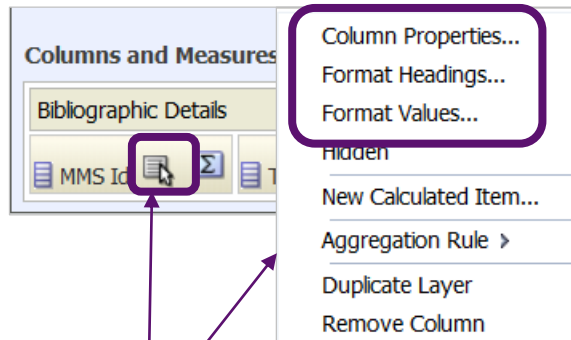 Columns and Measures
Bibliographic Details
MMS Id
Σ
T
Column Properties...
Format Headings...
Format Values...
Hidden
New Calculated Item...
Aggregation Rule >
Duplicate Layer
Remove Column